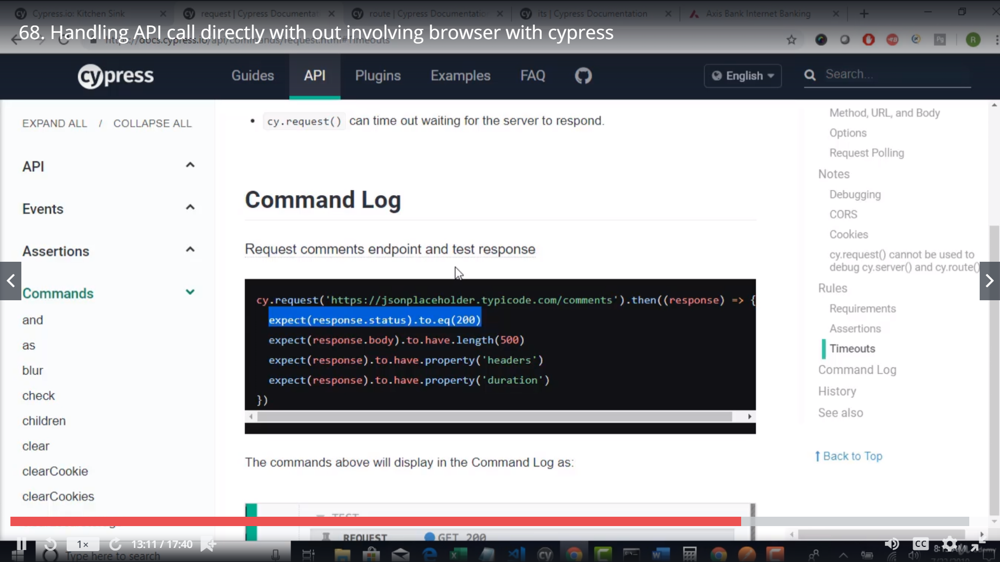 Cypress.io: Kitchen Sink
request | Cypress Documentat
route | Cypress Documentation
its | Cypress Documentation
Axis Bank Internet Banking
68. Handling API call directly with out involving browser with cypress
https://docs.cypress.io/api/commands/request.html#Timeouts
cypress
Guides
API
Plugins
Examples
FAQ
English
Search...
EXPAND ALL / COLLAPSE ALL
API
Events
Assertions
Commands
and
as
blur
check
children
clear
clearCookie
clearCookies
• cy.request() can time out waiting for the server to respond.
Command Log
Request comments endpoint and test response
cy.request('https://jsonplaceholder.typicode.com/comments').then((response) => {
expect(response.status).to.eq(200)
expect(response.body).to.have.length(500)
expect(response).to.have.property('headers')
expect(response).to.have.property('duration')
})
The commands above will display in the Command Log as:
TEST
REQUEST
GET 200
Method, URL, and Body
Options
Request Polling
Notes
Debugging
CORS
Cookies
cy.request() cannot be used to
debug cy.server() and cy.route()
Rules
Requirements
Assertions
Timeouts
Command Log
History
See also
Back to Top
1×
13:11 / 17:40
CC
Type here to search